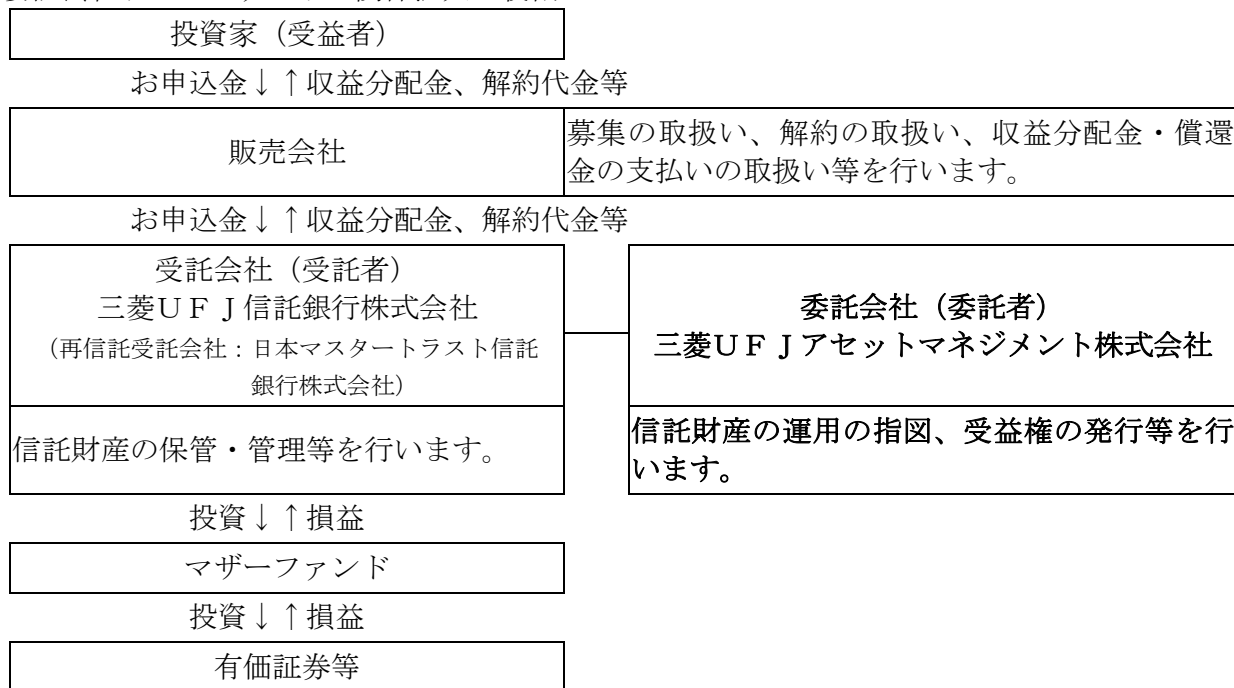 投資家（受益者）
お申込金↓↑収益分配金、解約代金等
販売会社
募集の取扱い、解約の取扱い、収益分配金・償還
金の支払いの取扱い等を行います。
お申込金↓↑収益分配金、解約代金等
受託会社（受託者）
三菱ＵＦＪ信託銀行株式会社
（再信託受託会社：日本マスタートラスト信託
銀行株式会社）
委託会社（委託者）
三菱ＵＦＪアセットマネジメント株式会社
信託財産の保管・管理等を行います。
信託財産の運用の指図、受益権の発行等を行
います。
投資↓↑損益
マザーファンド
投資↓↑損益
有価証券等